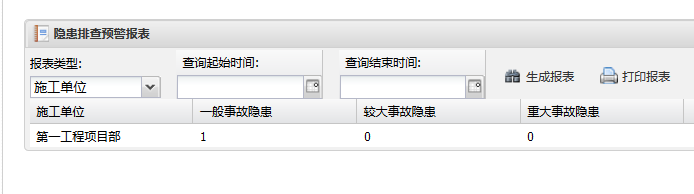 隐患排查预警报表
报表类型: 查询起始时间: 查询结束时间:
施工单位 生成报表 打印报表
施工单位 一般事故隐患 较大事故隐患 重大事故隐患
第一工程项目部 1 0 0